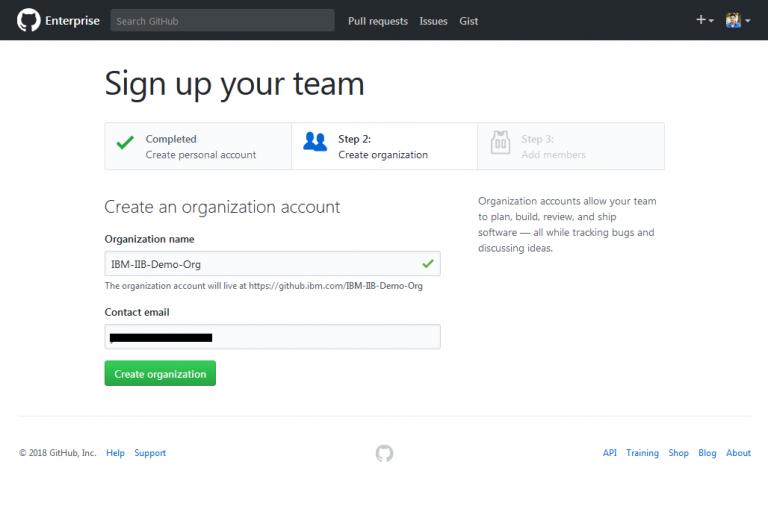 Enterprise
Search GitHub
Pull requests Issues Gist
Sign up your team
Completed
Create personal account
Step 2:
Create organization
Step 3:
Add members
Create an organization account
Organization name
IBM-IIB-Demo-Org
The organization account will live at https://github.ibm.com/IBM-IIB-Demo-Org
Contact email
Create organization
Organization accounts allow your team
to plan, build, review, and ship
software — all while tracking bugs and
discussing ideas.
© 2018 GitHub, Inc. Help Support
API Training Shop Blog About